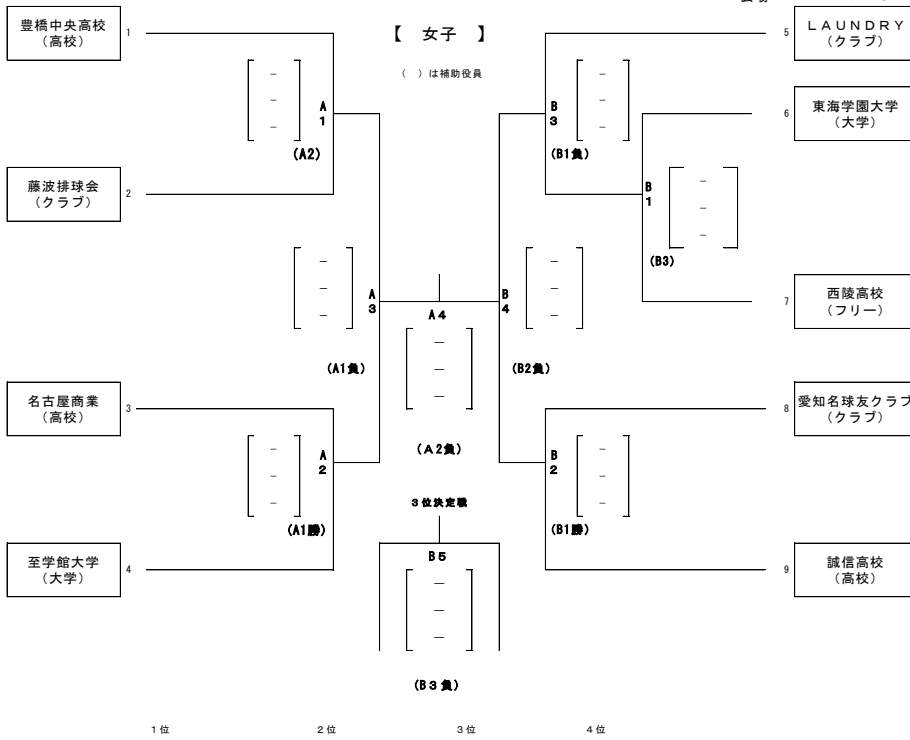 【 女子 】
( ) は補助役員
豊橋中央高校
(高校)
1
A
1
(A2)
藤波排球会
(クラブ)
2
A
3
(A1負)
名古屋商業
(高校)
3
A
2
(A1勝)
至学館大学
(大学)
4
A4
(A2負)
3位決定戦
B5
(B3負)
LAUNDRY
(クラブ)
5
B
3
(B1負)
東海学園大学
(大学)
6
B
1
(B3)
西陵高校
(フリー)
7
B
4
(B2負)
愛知名球友クラブ
(クラブ)
8
B
2
(B1勝)
誠信高校
(高校)
9
1位 2位 3位 4位